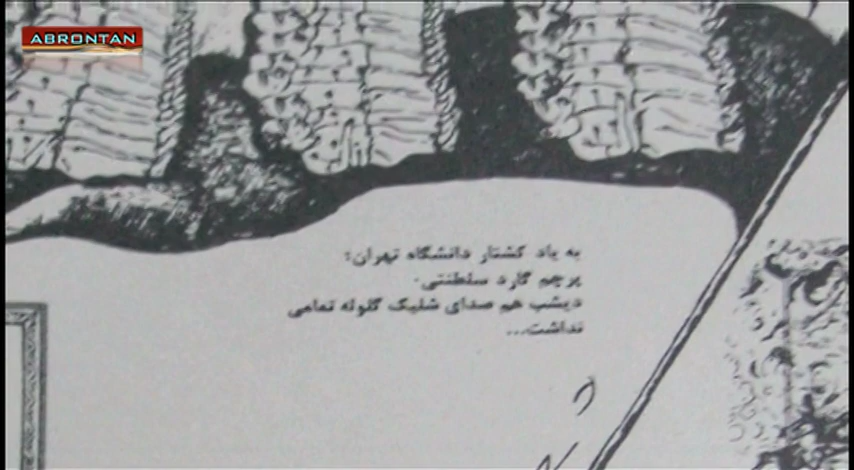 ABRONTAN
به یاد کشتار دانشگاه تهران:
پرچم گارد سلطنتی.
دیشب هم صدای شلیک گلوله تمامی
نداشت...